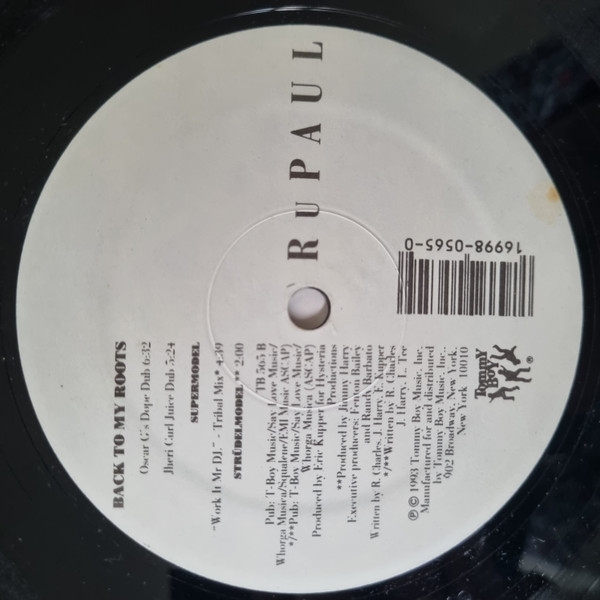 RUPAUL
BACK TO MY ROOTS
Oscar G's Dope Dub 6:32
Jheri Curl Juice Dub 5:24
SUPERMODEL
"Work It Mr DJ." - Tribal Mix* 4:39
STRÜDELMODEL** 2:00
TB 565 B
Pub: T-Boy Music/Say Love Music/
Whorga Musica/Squalene/EMI Music ASCAP)
*/**Pub: T-Boy Music/Say Love Music/
Whorga Musica (ASCAP)
Produced by Eric Kupper for Hysteria
Productions
**Produced by Jimmy Harry
Executive producers: Fenton Bailey
and Randy Barbato
Written by R. Charles, J. Harry, E. Kupper
*/**Written by R. Charles
J. Harry, L. Tee
℗© 1993 Tommy Boy Music, Inc.
Manufactured for and distributed
by Tommy Boy Music, Inc.,
902 Broadway, New York,
New York 10010
Tommy
BOY
®
16998-0565-0